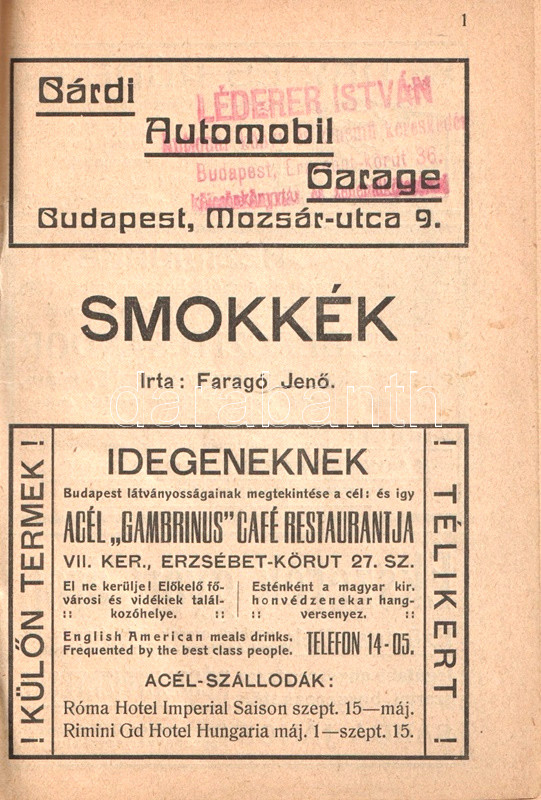 1
Gárdi
Automobil
Garage
Budapest, Mozsár-utca 9.
LÉDERER ISTVÁN
Budapest, körút 36.
SMOKKÉK
Irta: Faragó Jenő.
darabanth
! KÜLÖN TERMEK !
IDEGENEKNEK
Budapest látványosságainak megtekintése a cél: és igy
ACÉL „GAMBRINUS" CAFÉ RESTAURANTJA
VII. KER., ERZSÉBET-KÖRUT 27. SZ.
El ne kerülje! Előkelő fő-
városi és vidékiek talál-
:: kozóhelye. ::
Esténként a magyar kir.
honvédzenekar hang-
:: versenyez. ::
English American meals drinks.
Frequented by the best class people.
TELEFON 14-05.
ACÉL-SZÁLLODÁK:
Róma Hotel Imperial Saison szept. 15—máj.
Rimini Gd Hotel Hungaria máj. 1—szept. 15.
! TÉLIKERT !